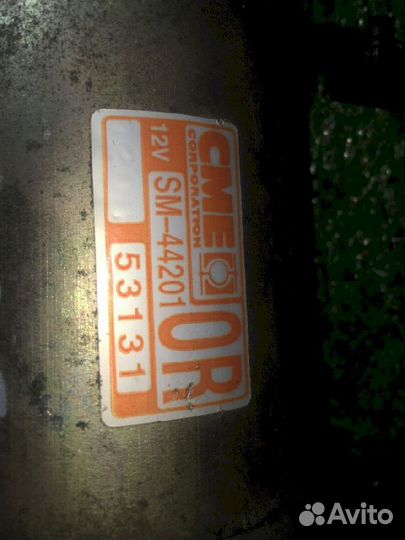 CME
CORPORATION
OR
12V SM-44201
53131
Avito